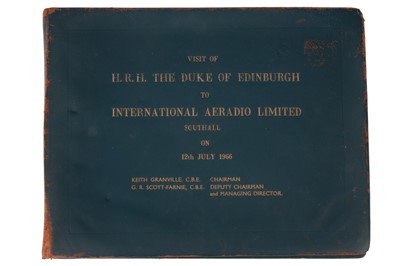 VISIT OF
H.R.H. THE DUKE OF EDINBURGH
TO
INTERNATIONAL AERADIO LIMITED
SOUTHALL
ON
12th JULY 1966
KEITH GRANVILLE, C.B.E. CHAIRMAN
G. R. SCOTT-FARNIE, C.B.E. DEPUTY CHAIRMAN
and MANAGING DIRECTOR.